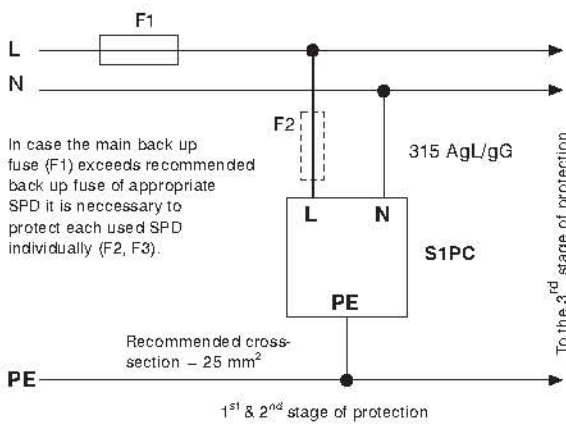 F1
L
N
F2
In case the main back up
fuse (F1) exceeds recommended
back up fuse of appropriate
SPD it is neccessary to
protect each used SPD
individually (F2, F3).
315 AgL/gG
L N
S1PC
PE
To the 3rd stage of protection
Recommended cross-
section – 25 mm²
PE
1st & 2nd stage of protection